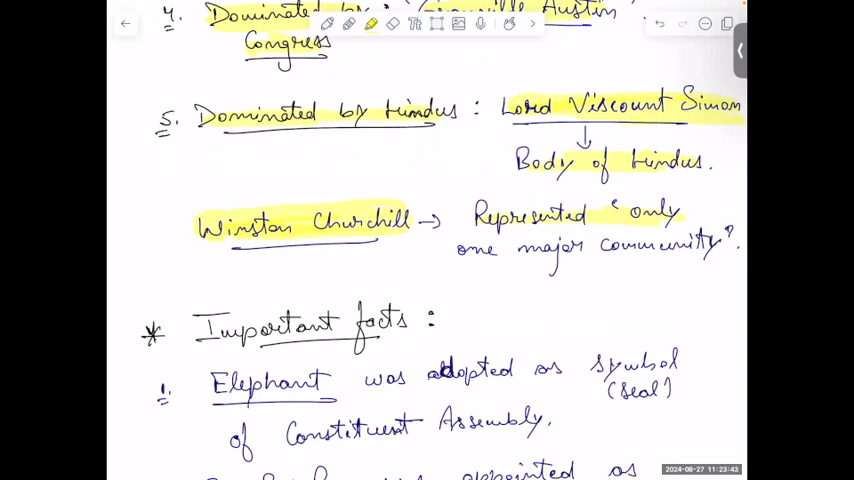 4. Dominated by : Granville Austin
Congress
5. Dominated by Hindus : Lord Viscount Simon
Body of Hindus.
Winston Churchill → Represented "only
one major community".
* Important facts :
1. Elephant was adopted as symbol
(seal)
of Constituent Assembly.
appointed as
2024-08-27 11:23:43